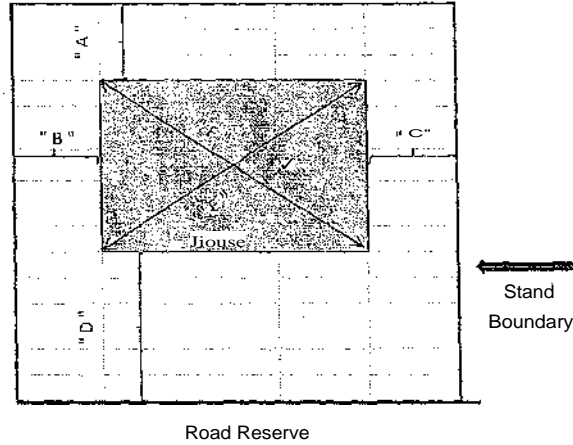 "A"
"B"
"C"
Jiouse
Stand
Boundary
"D"
Road Reserve